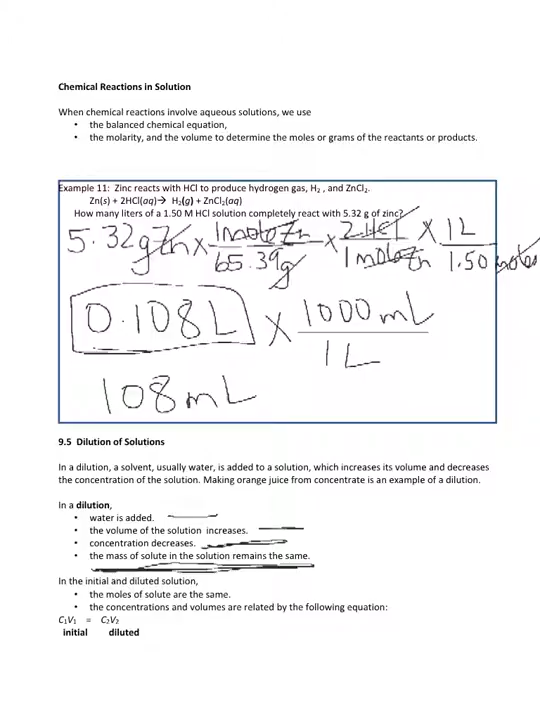 Chemical Reactions in Solution
When chemical reactions involve aqueous solutions, we use
• the balanced chemical equation,
• the molarity, and the volume to determine the moles or grams of the reactants or products.
Example 11: Zinc reacts with HCl to produce hydrogen gas, H₂ , and ZnCl₂.
Zn(s) + 2HCl(aq)→ H₂(g) + ZnCl₂(aq)
How many liters of a 1.50 M HCl solution completely react with 5.32 g of zinc?
5.32 g Zn × 1 mole Zn / 65.39 g × 2 HCl / 1 mole Zn × 1 L / 1.50 moles
0.108 L × 1000 mL / 1 L
108 mL
9.5 Dilution of Solutions
In a dilution, a solvent, usually water, is added to a solution, which increases its volume and decreases
the concentration of the solution. Making orange juice from concentrate is an example of a dilution.
In a dilution,
• water is added.
• the volume of the solution increases.
• concentration decreases.
• the mass of solute in the solution remains the same.
In the initial and diluted solution,
• the moles of solute are the same.
• the concentrations and volumes are related by the following equation:
C₁V₁ = C₂V₂
initial diluted